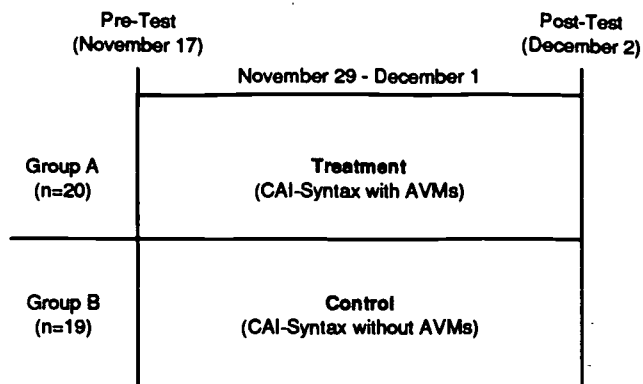 Pre-Test
(November 17)
Post-Test
(December 2)
November 29 - December 1
Group A
(n=20)
Treatment
(CAI-Syntax with AVMs)
Group B
(n=19)
Control
(CAI-Syntax without AVMs)